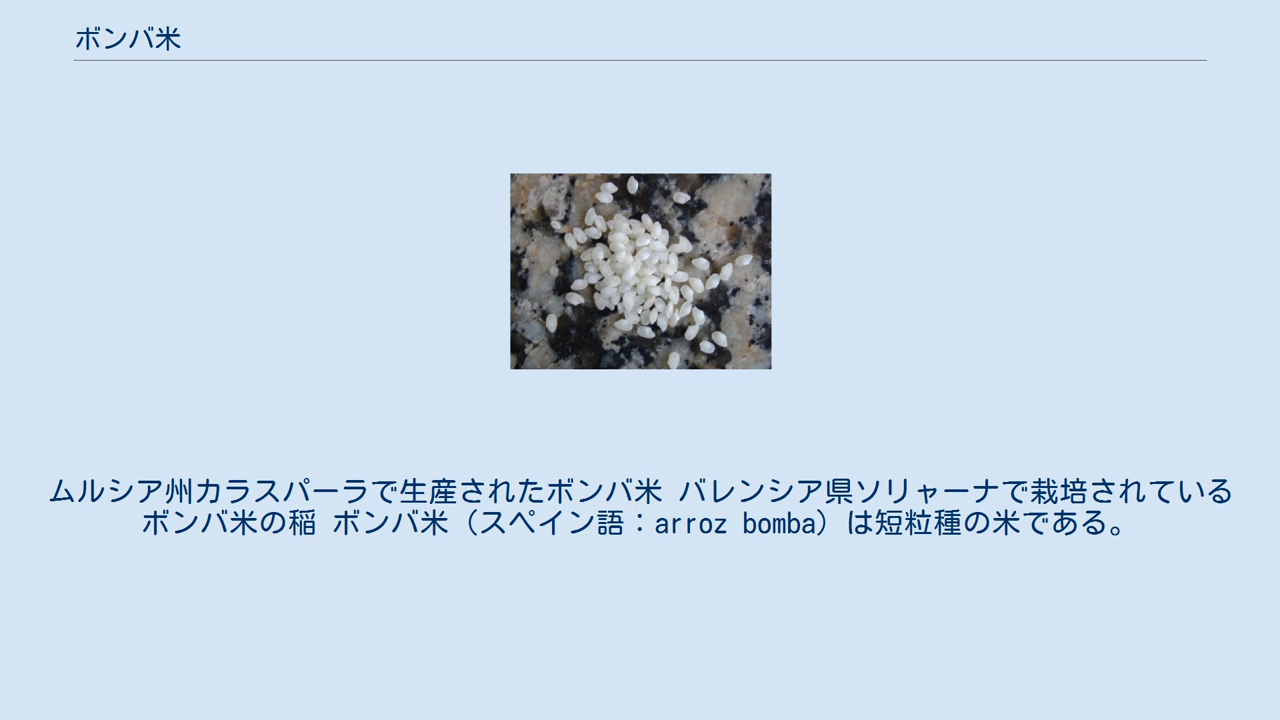 ボンバ米
ムルシア州カラスパーラで生産されたボンバ米 バレンシア県ソリャーナで栽培されている
ボンバ米の稲 ボンバ米（スペイン語：arroz bomba）は短粒種の米である。